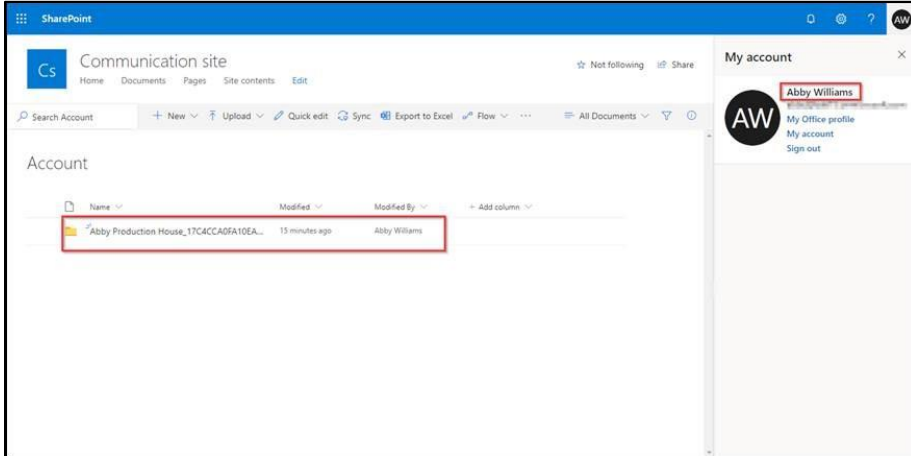 SharePoint
?
AW
Cs
Communication site
Home Documents Pages Site contents Edit
Not following Share
Search Account
+ New Upload Quick edit Sync Export to Excel Flow ... All Documents
Account
Name Modified Modified By + Add column
Abby Production House_17C4CCA0FA10EA... 15 minutes ago Abby Williams
My account
AW
Abby Williams
My Office profile
My account
Sign out